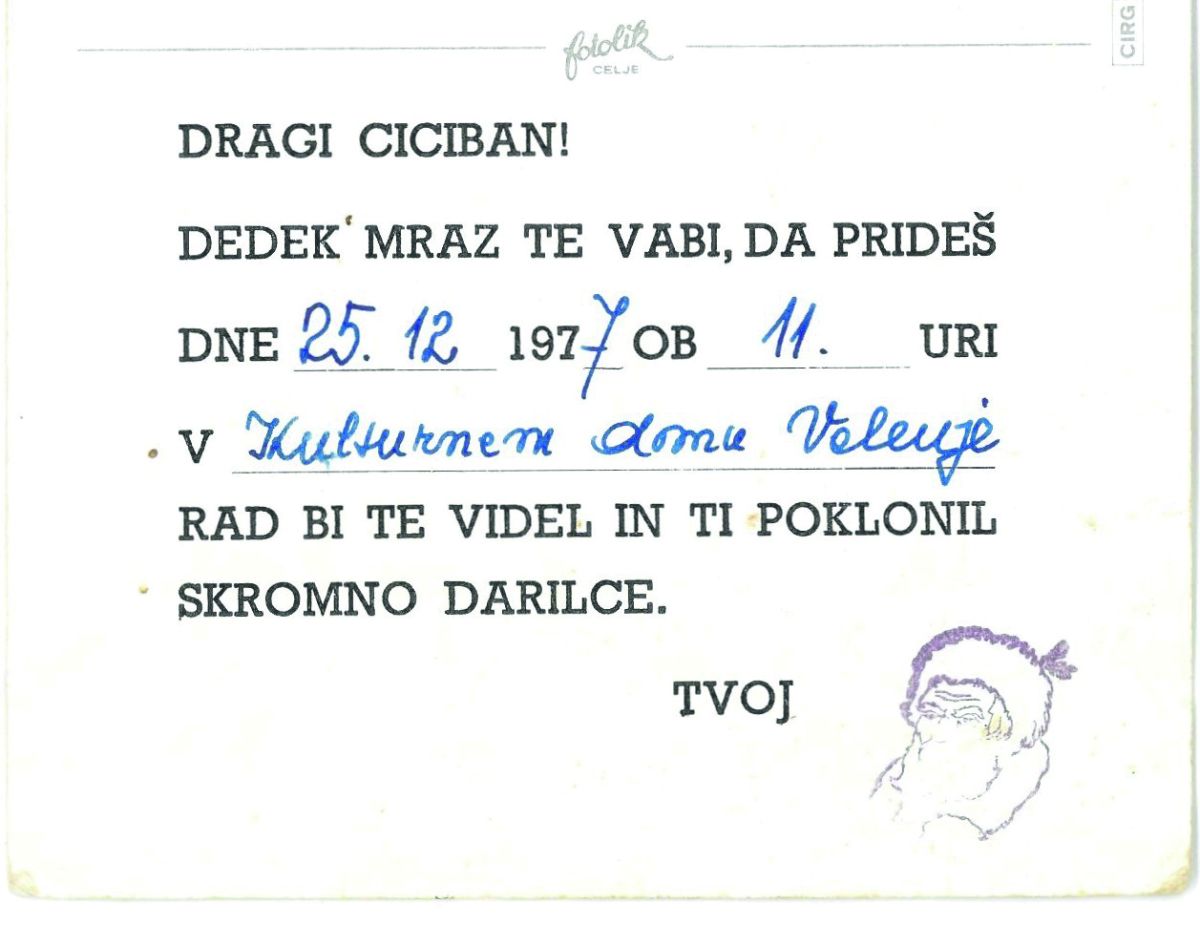 fotolik
CELJE
CIRG
DRAGI CICIBAN!
DEDEK MRAZ TE VABI, DA PRIDEŠ
DNE 25. 12 1977 OB 11. URI
V Kulturnem domu Velenje
RAD BI TE VIDEL IN TI POKLONIL
SKROMNO DARILCE.
TVOJ